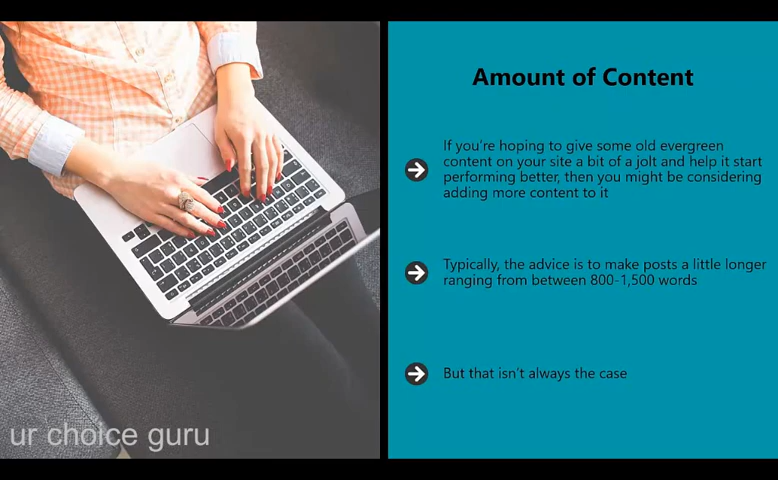 Amount of Content
If you're hoping to give some old evergreen
content on your site a bit of a jolt and help it start
performing better, then you might be considering
adding more content to it
Typically, the advice is to make posts a little longer
ranging from between 800-1,500 words
But that isn't always the case
ur choice guru